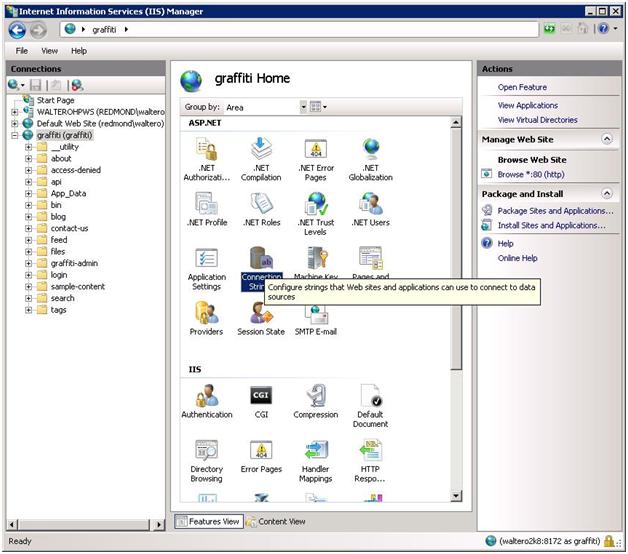 Internet Information Services (IIS) Manager
graffiti
File View Help
Connections
Start Page
WALTEROHPWS (REDMOND\waltero
Default Web Site (redmond\waltero)
graffiti (graffiti)
__utility
about
access-denied
api
App_Data
bin
blog
contact-us
feed
files
graffiti-admin
login
sample-content
search
tags
graffiti Home
Group by: Area
ASP.NET
.NET Authorizati...
.NET Compilation
.NET Error Pages
.NET Globalization
.NET Profile
.NET Roles
.NET Trust Levels
.NET Users
Application Settings
Connection Strin
Machine Key
Pages and
Configure strings that Web sites and applications can use to connect to data
sources
Providers
Session State
SMTP E-mail
IIS
Authentication
CGI
Compression
Default Document
Directory Browsing
Error Pages
Handler Mappings
HTTP Respo...
Features View
Content View
Actions
Open Feature
View Applications
View Virtual Directories
Manage Web Site
Browse Web Site
Browse *:80 (http)
Package and Install
Package Sites and Applications...
Install Sites and Applications...
Help
Online Help
Ready
(waltero2k8:8172 as graffiti)